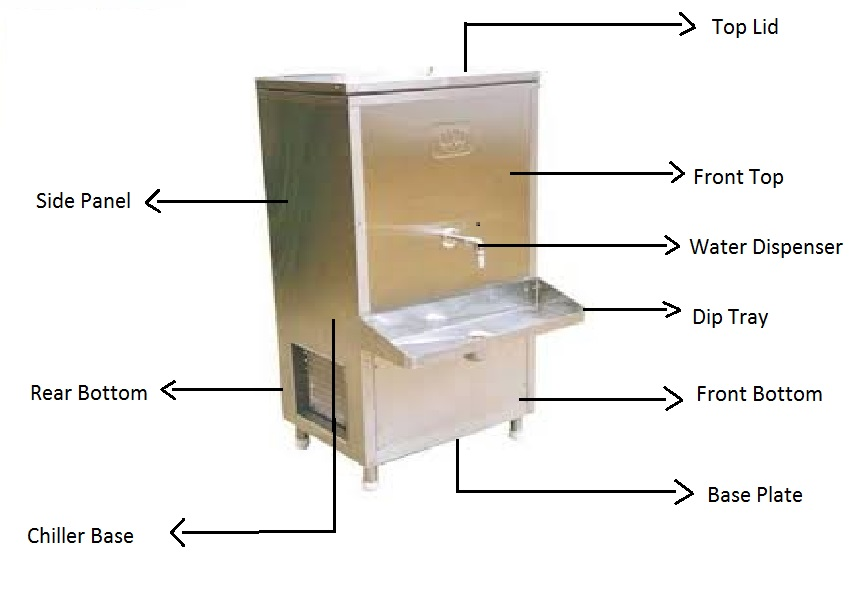 Top Lid
Front Top
Side Panel
Water Dispenser
Dip Tray
Rear Bottom
Front Bottom
Base Plate
Chiller Base